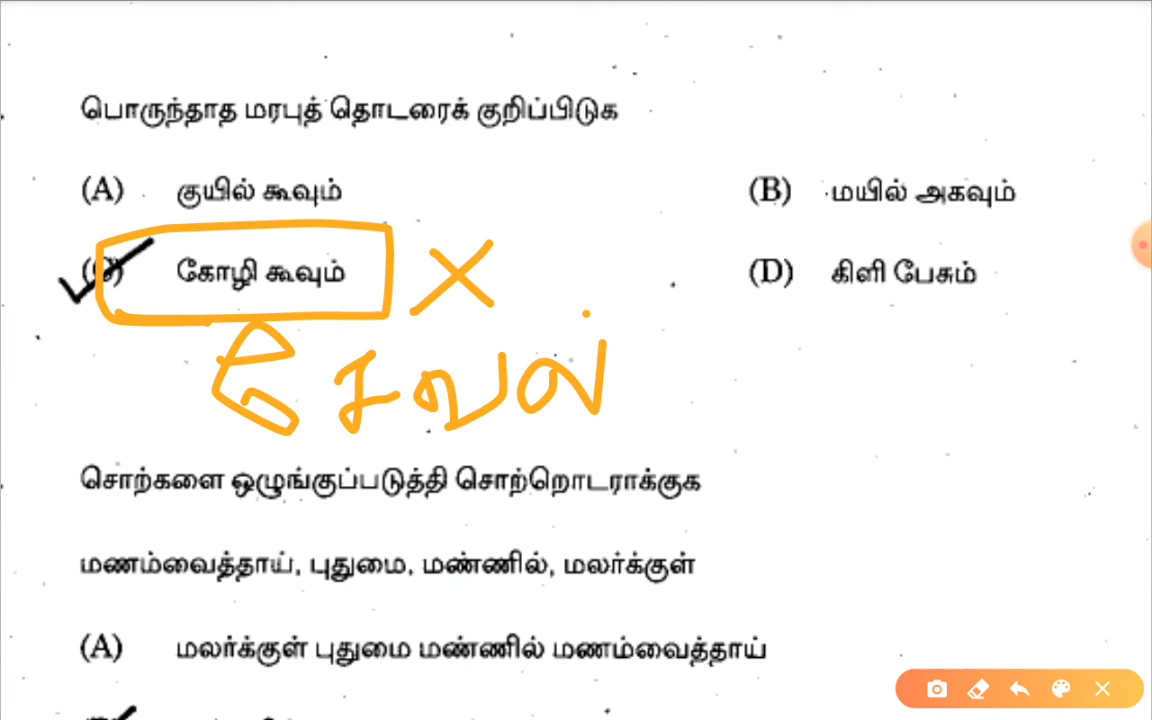 பொருந்தாத மரபுத் தொடரைக் குறிப்பிடுக
(A) குயில் கூவும் (B) மயில் அகவும்
(C) கோழி கூவும் (D) கிளி பேசும்
சேவல்
சொற்களை ஒழுங்குப்படுத்தி சொற்றொடராக்குக
மணம்வைத்தாய், புதுமை, மண்ணில், மலர்க்குள்
(A) மலர்க்குள் புதுமை மண்ணில் மணம்வைத்தாய்